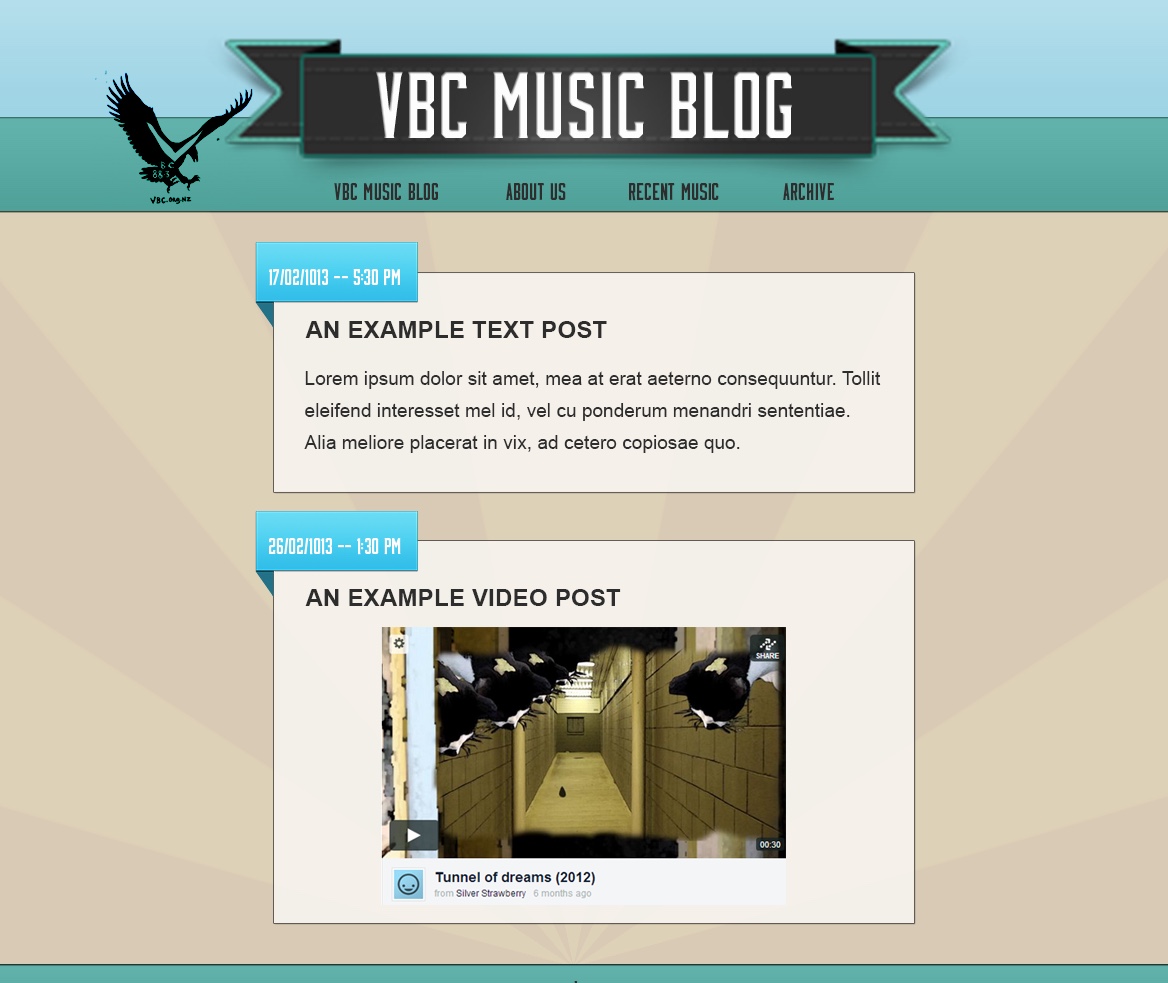 VBC MUSIC BLOG
B C
88.3
VBC.org.nz
VBC MUSIC BLOG ABOUT US RECENT MUSIC ARCHIVE
17/02/1013 -- 5:30 PM
AN EXAMPLE TEXT POST
Lorem ipsum dolor sit amet, mea at erat aeterno consequuntur. Tollit
eleifend interesset mel id, vel cu ponderum menandri sententiae.
Alia meliore placerat in vix, ad cetero copiosae quo.
26/02/1013 -- 1:30 PM
AN EXAMPLE VIDEO POST
SHARE
00:30
Tunnel of dreams (2012)
from Silver Strawberry 6 months ago